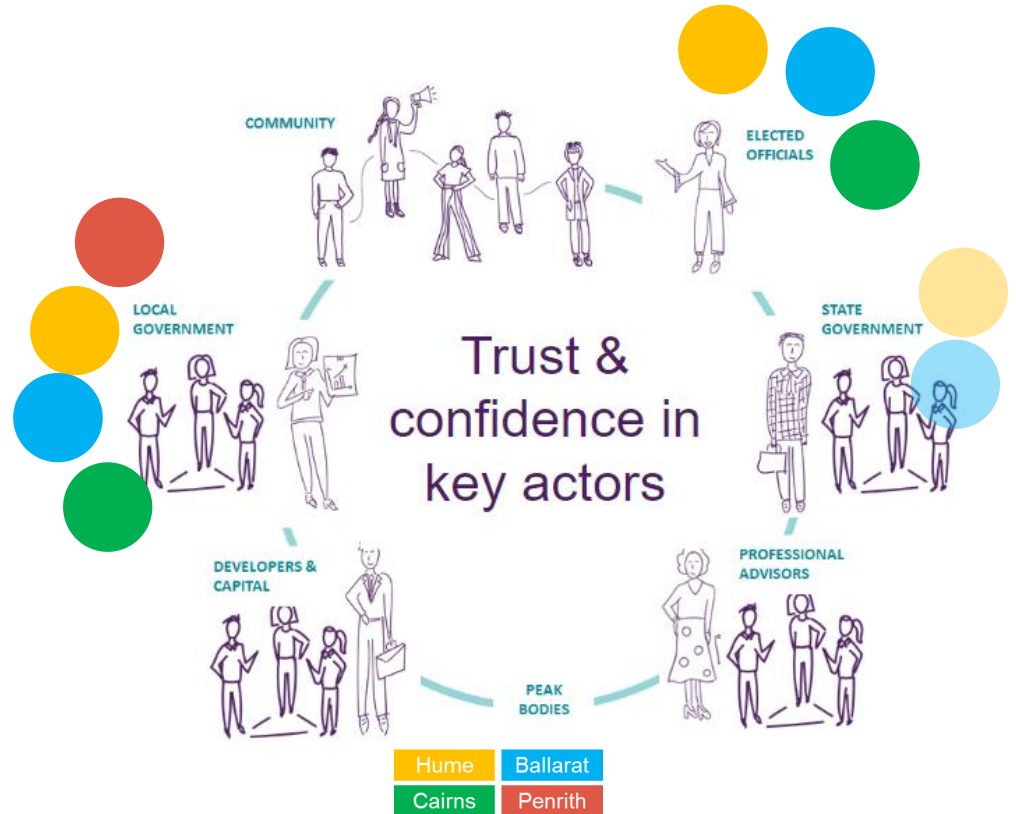 COMMUNITY
ELECTED
OFFICIALS
LOCAL
GOVERNMENT
STATE
GOVERNMENT
Trust &
confidence in
key actors
DEVELOPERS &
CAPITAL
PROFESSIONAL
ADVISORS
PEAK
BODIES
Hume
Ballarat
Cairns
Penrith